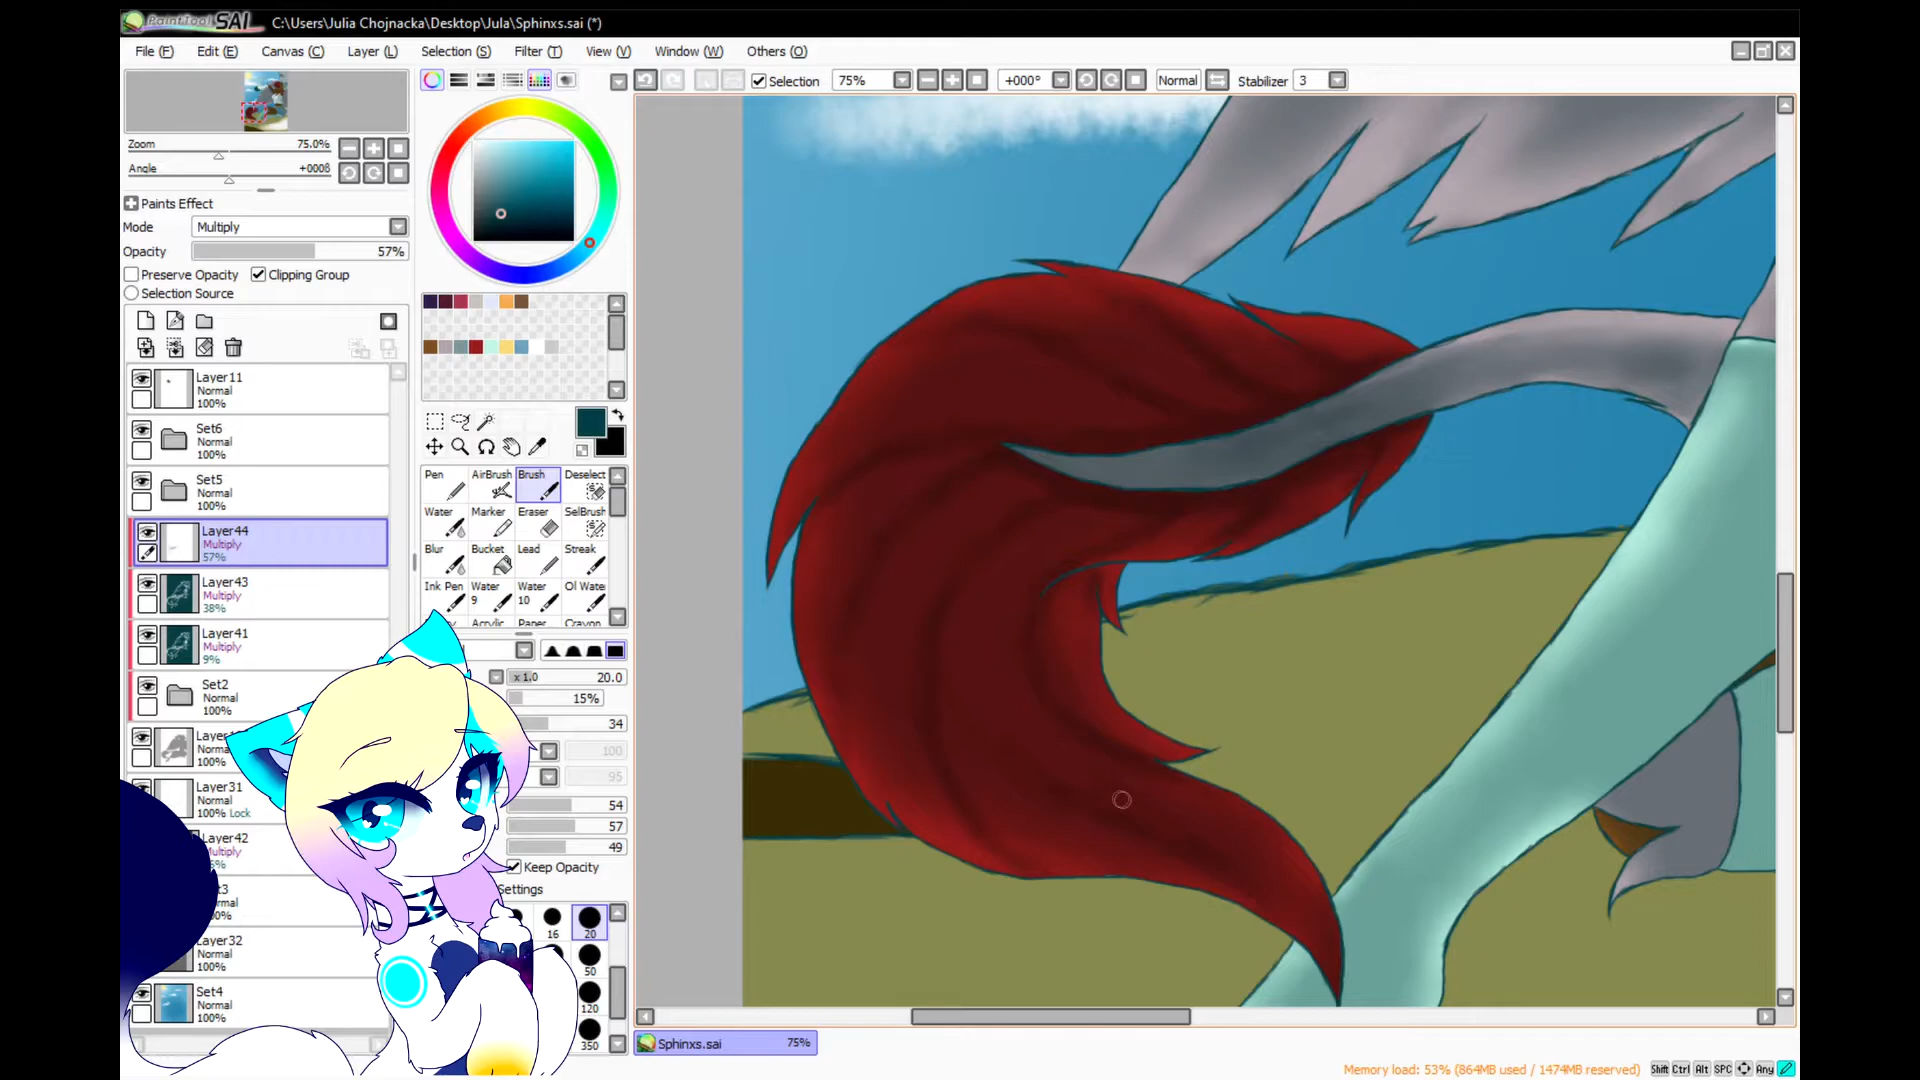 PaintTool SAI C:\Users\Julia Chojnacka\Desktop\Jula\Sphinxs.sai (*)
File (F) Edit (E) Canvas (C) Layer (L) Selection (S) Filter (T) View (V) Window (W) Others (O)
Selection 75% +000° Normal Stabilizer 3
Zoom 75.0%
Angle +000ß
Paints Effect
Mode Multiply
Opacity 57%
Preserve Opacity Clipping Group
Selection Source
Layer11
Normal
100%
Set6
Normal
100%
Set5
Normal
100%
Layer44
Multiply
57%
Layer43
Multiply
38%
Layer41
Multiply
9%
Set2
Normal
100%
Layer31
Normal
100% Lock
Layer32
100%
Set4
Normal
100%
Pen AirBrush Brush Deselect
Water Marker Eraser SelBrush
Blur Bucket Lead Streak
Ink Pen Water Water Ol Wate
9 10
Acrylic Paper Crayon
x 1.0 20.0
15%
34
100
95
54
57
49
Keep Opacity
Settings
16 20
50
120
350
Sphinxs.sai 75%
Memory load: 53% (864MB used / 1474MB reserved) Shift Ctrl Alt SPC Any